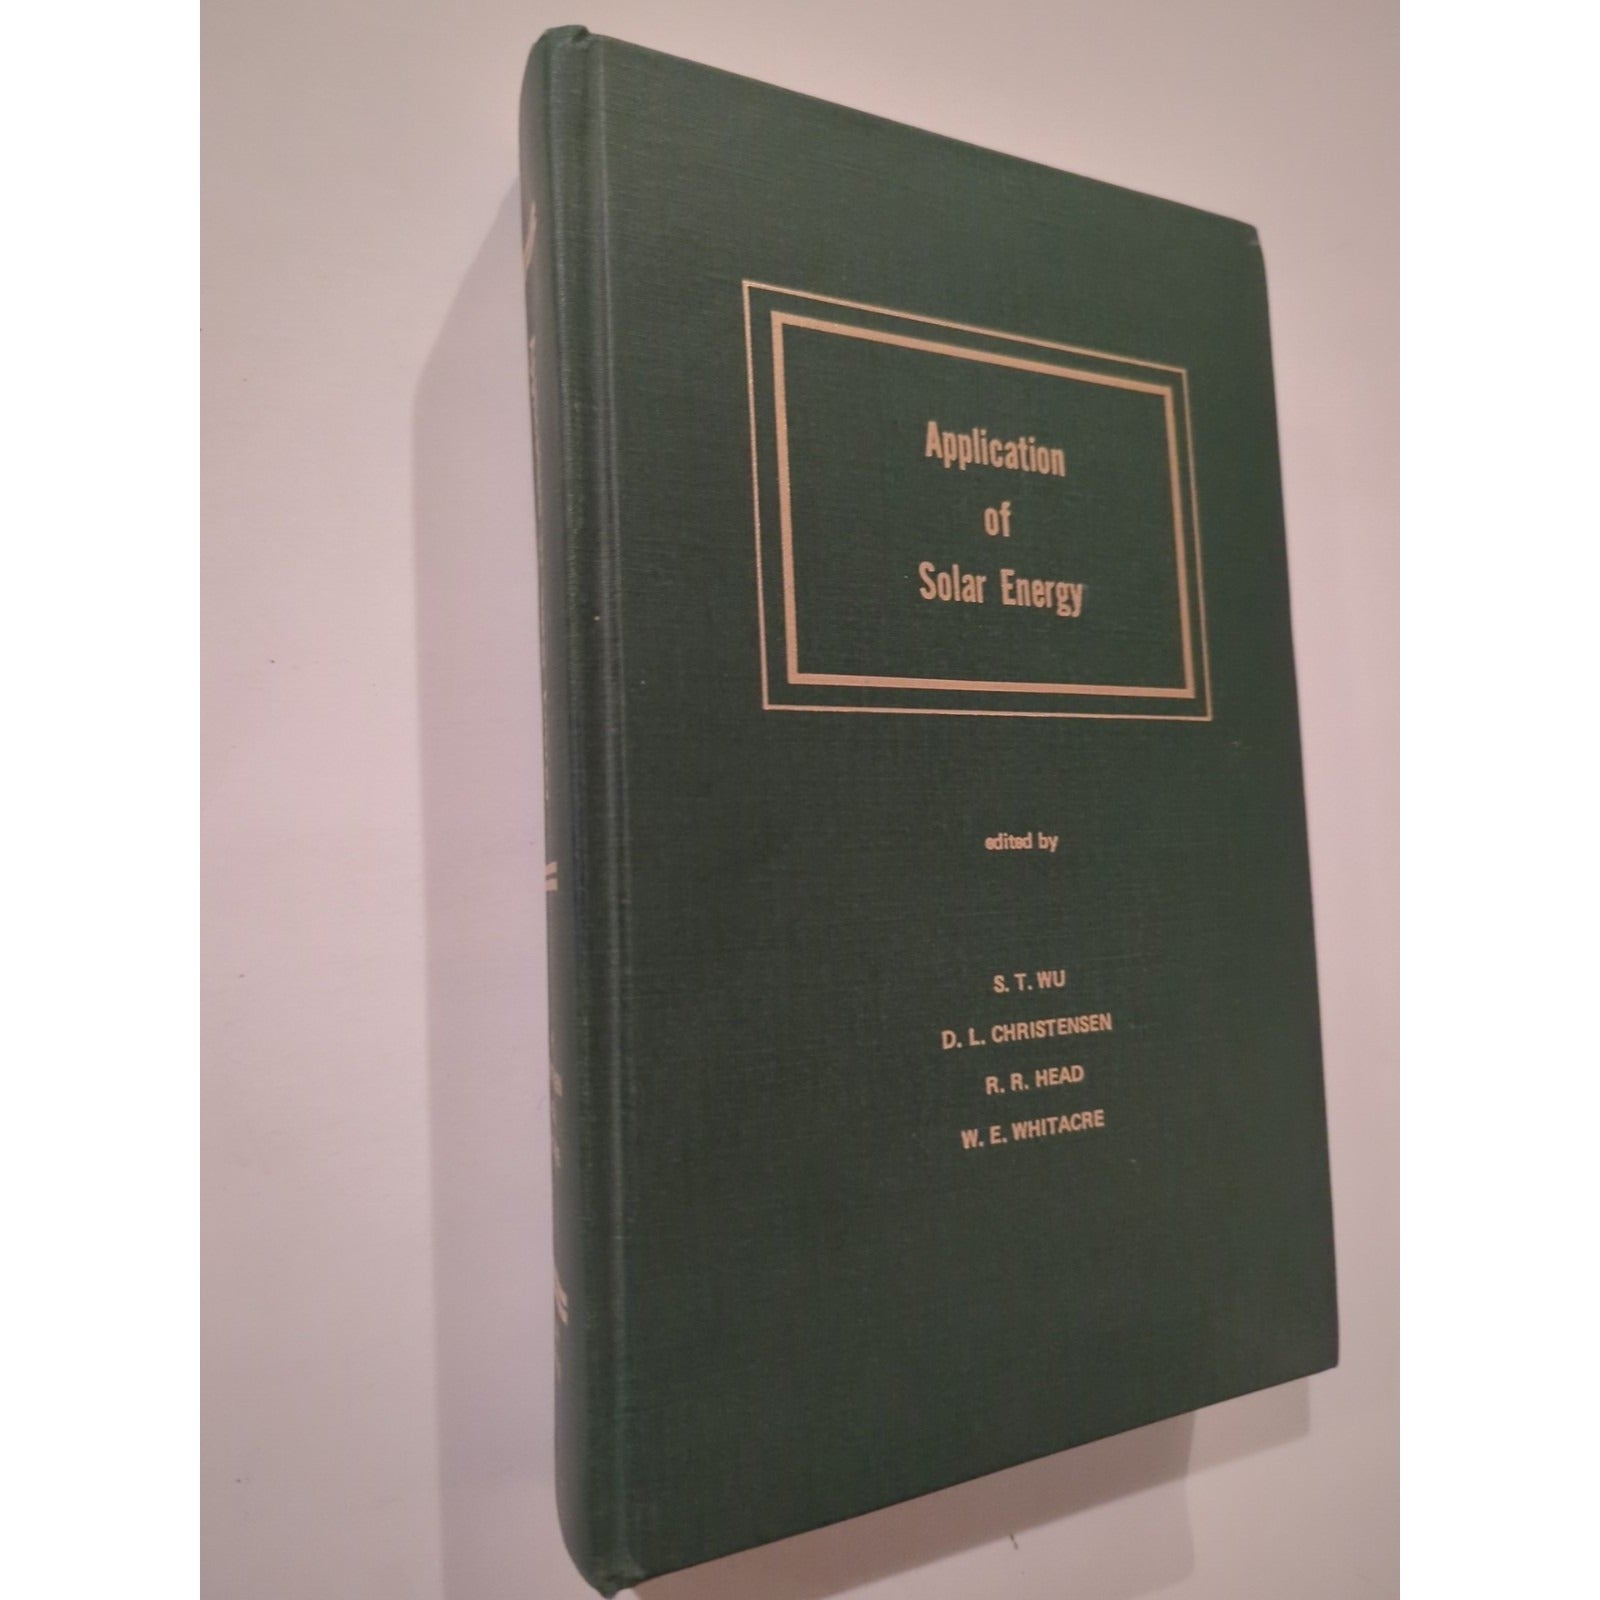 Application
of
Solar Energy
edited by
S. T. WU
D. L. CHRISTENSEN
R. R. HEAD
W. E. WHITACRE